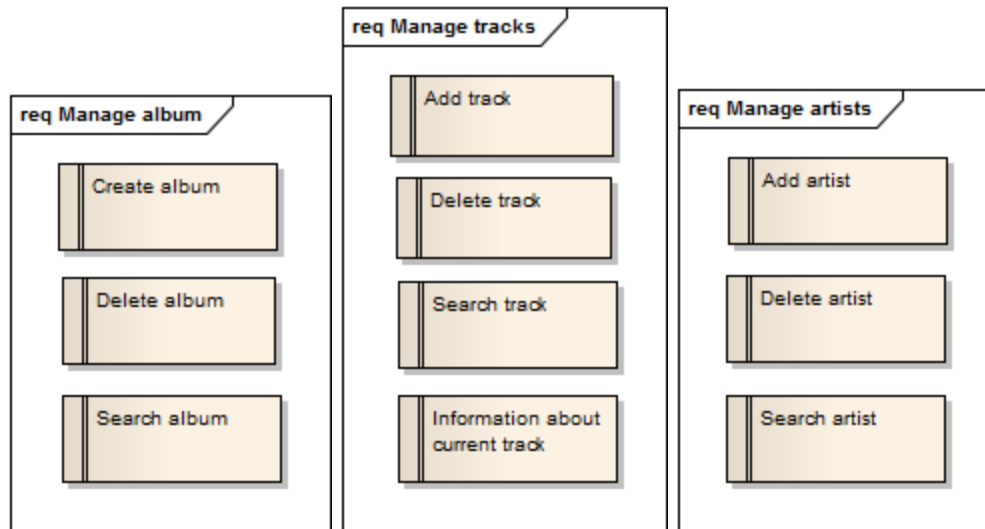 req Manage album
Create album
Delete album
Search album
req Manage tracks
Add track
Delete track
Search track
Information about
current track
req Manage artists
Add artist
Delete artist
Search artist